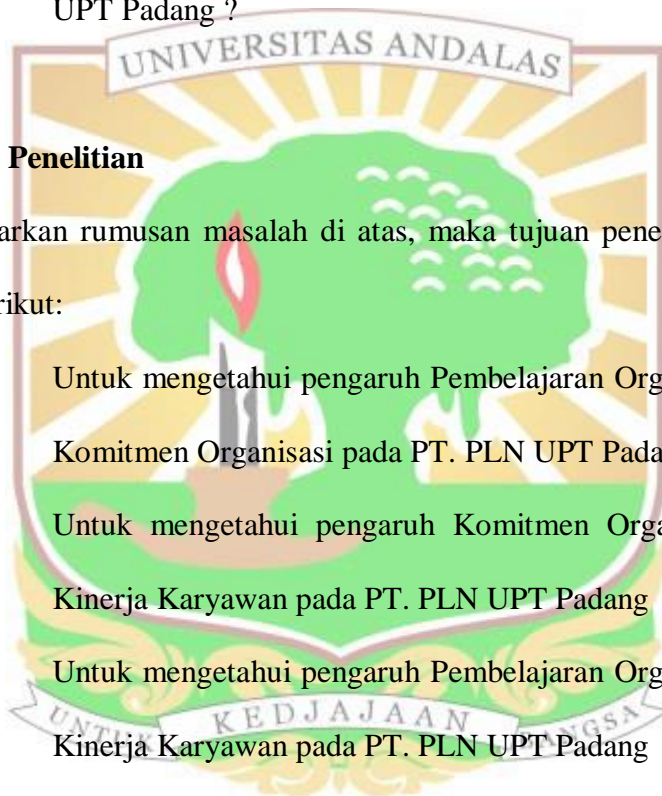 UPT Padang ?
UNIVERSITAS ANDALAS
Penelitian
arkan rumusan masalah di atas, maka tujuan pene
rikut:
Untuk mengetahui pengaruh Pembelajaran Org
Komitmen Organisasi pada PT. PLN UPT Pada
Untuk mengetahui pengaruh Komitmen Orga
Kinerja Karyawan pada PT. PLN UPT Padang
Untuk mengetahui pengaruh Pembelajaran Org
UNTUK KEDJAJAAN BANGSA
Kinerja Karyawan pada PT. PLN UPT Padang